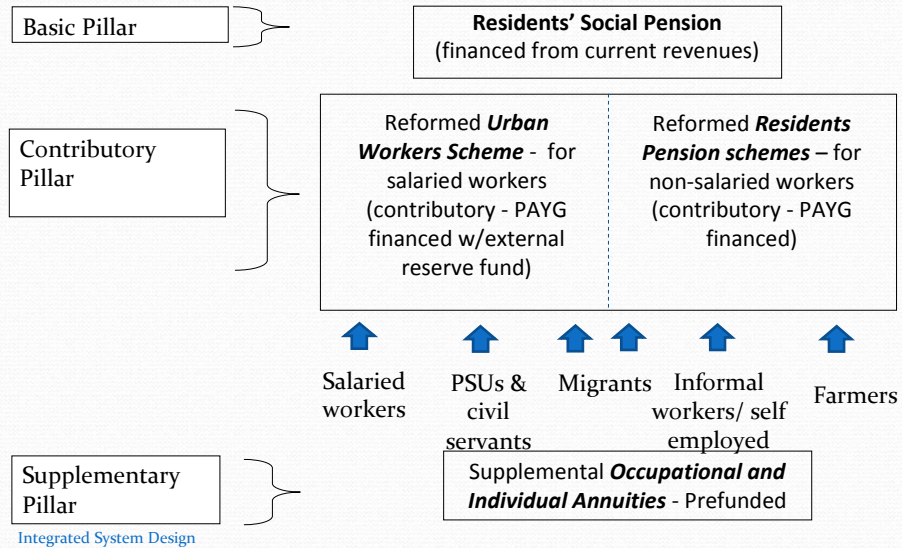 Basic Pillar
Residents' Social Pension
(financed from current revenues)
Contributory
Pillar
Reformed Urban
Workers Scheme - for
salaried workers
(contributory - PAYG
financed w/external
reserve fund)
Reformed Residents
Pension schemes – for
non-salaried workers
(contributory - PAYG
financed)
Salaried
workers
PSUs &
civil
servants
Migrants
Informal
workers/ self
employed
Farmers
Supplementary
Pillar
Supplemental Occupational and
Individual Annuities - Prefunded
Integrated System Design